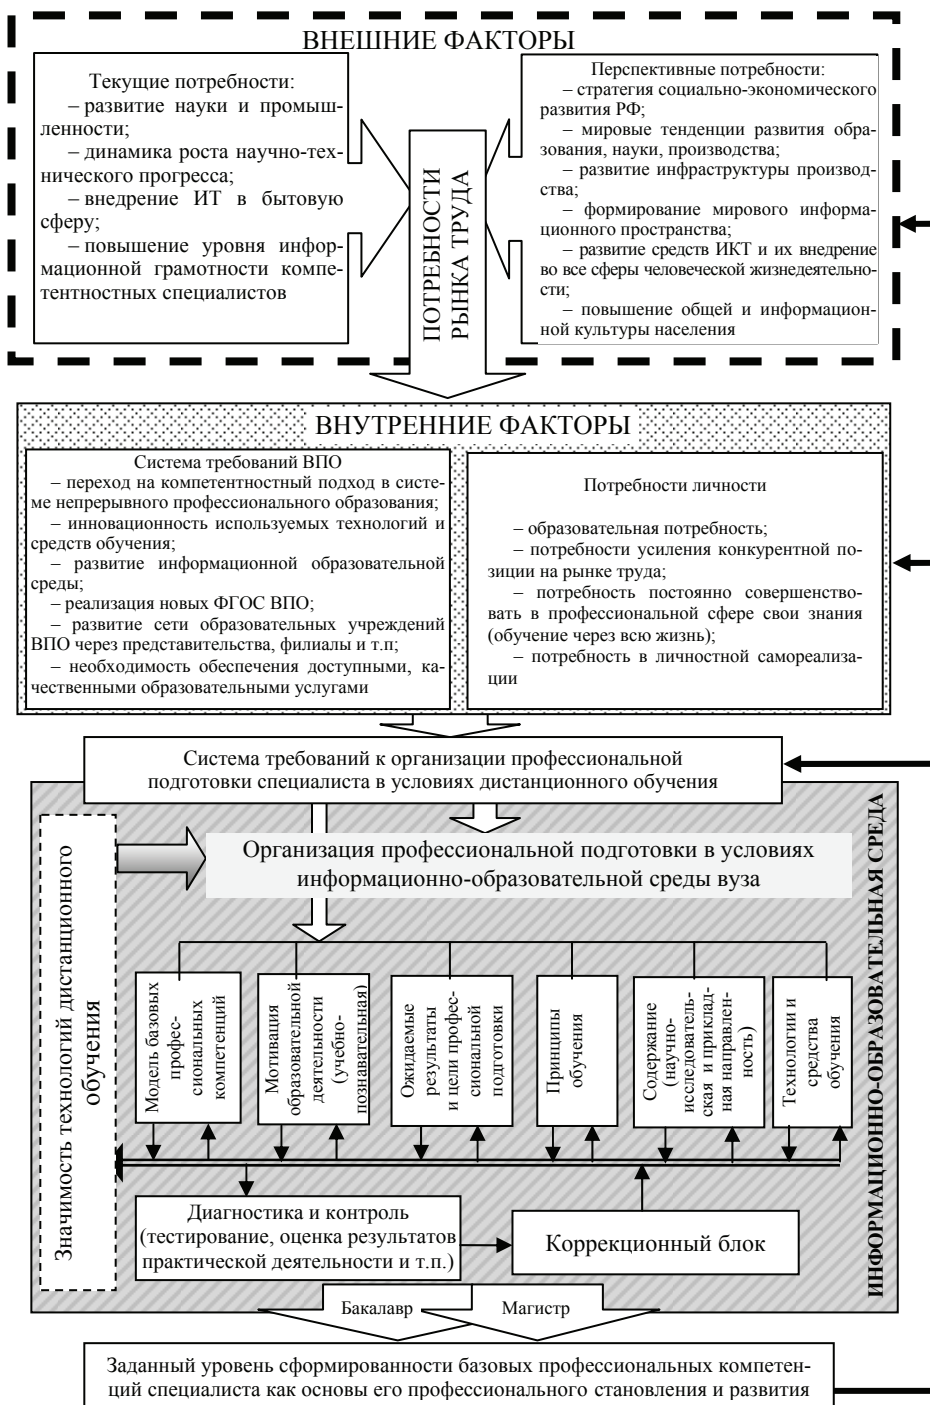 ВНЕШНИЕ ФАКТОРЫ
Текущие потребности:
– развитие науки и промыш-
ленности;
– динамика роста научно-тех-
нического прогресса;
– внедрение ИТ в бытовую
сферу;
– повышение уровня инфор-
мационной грамотности компе-
тентностных специалистов
ПОТРЕБНОСТИ
РЫНКА ТРУДА
Перспективные потребности:
– стратегия социально-экономического
развития РФ;
– мировые тенденции развития обра-
зования, науки, производства;
– развитие инфраструктуры производ-
ства;
– формирование мирового информа-
ционного пространства;
– развитие средств ИКТ и их внедрение
во все сферы человеческой жизнедеятельно-
сти;
– повышение общей и информацион-
ной культуры населения
ВНУТРЕННИЕ ФАКТОРЫ
Система требований ВПО
– переход на компетентностный подход в систе-
ме непрерывного профессионального образования;
– инновационность используемых технологий и
средств обучения;
– развитие информационной образовательной
среды;
– реализация новых ФГОС ВПО;
– развитие сети образовательных учреждений
ВПО через представительства, филиалы и т.п;
– необходимость обеспечения доступными, ка-
чественными образовательными услугами
Потребности личности
– образовательная потребность;
– потребности усиления конкурентной по-
зиции на рынке труда;
– потребность постоянно совершенство-
вать в профессиональной сфере свои знания
(обучение через всю жизнь);
– потребность в личностной самореализа-
ции
Система требований к организации профессиональной
подготовки специалиста в условиях дистанционного обучения
Значимость технологий дистанционного
обучения
Организация профессиональной подготовки в условиях
информационно-образовательной среды вуза
ИНФОРМАЦИОННО-ОБРАЗОВАТЕЛЬНАЯ СРЕДА
Модель базовых
профес-
сиональных
компетенций
Мотивация
образовательной
деятельности
(учебно-
познавательная)
Ожидаемые
результаты
и цели профес-
сиональной
подготовки
Принципы
обучения
Содержание
(научно-
исследователь-
ская и приклад-
ная направлен-
ность)
Технологии и
средства
обучения
Диагностика и контроль
(тестирование, оценка результатов
практической деятельности и т.п.)
Коррекционный блок
Бакалавр
Магистр
Заданный уровень сформированности базовых профессиональных компетен-
ций специалиста как основы его профессионального становления и развития